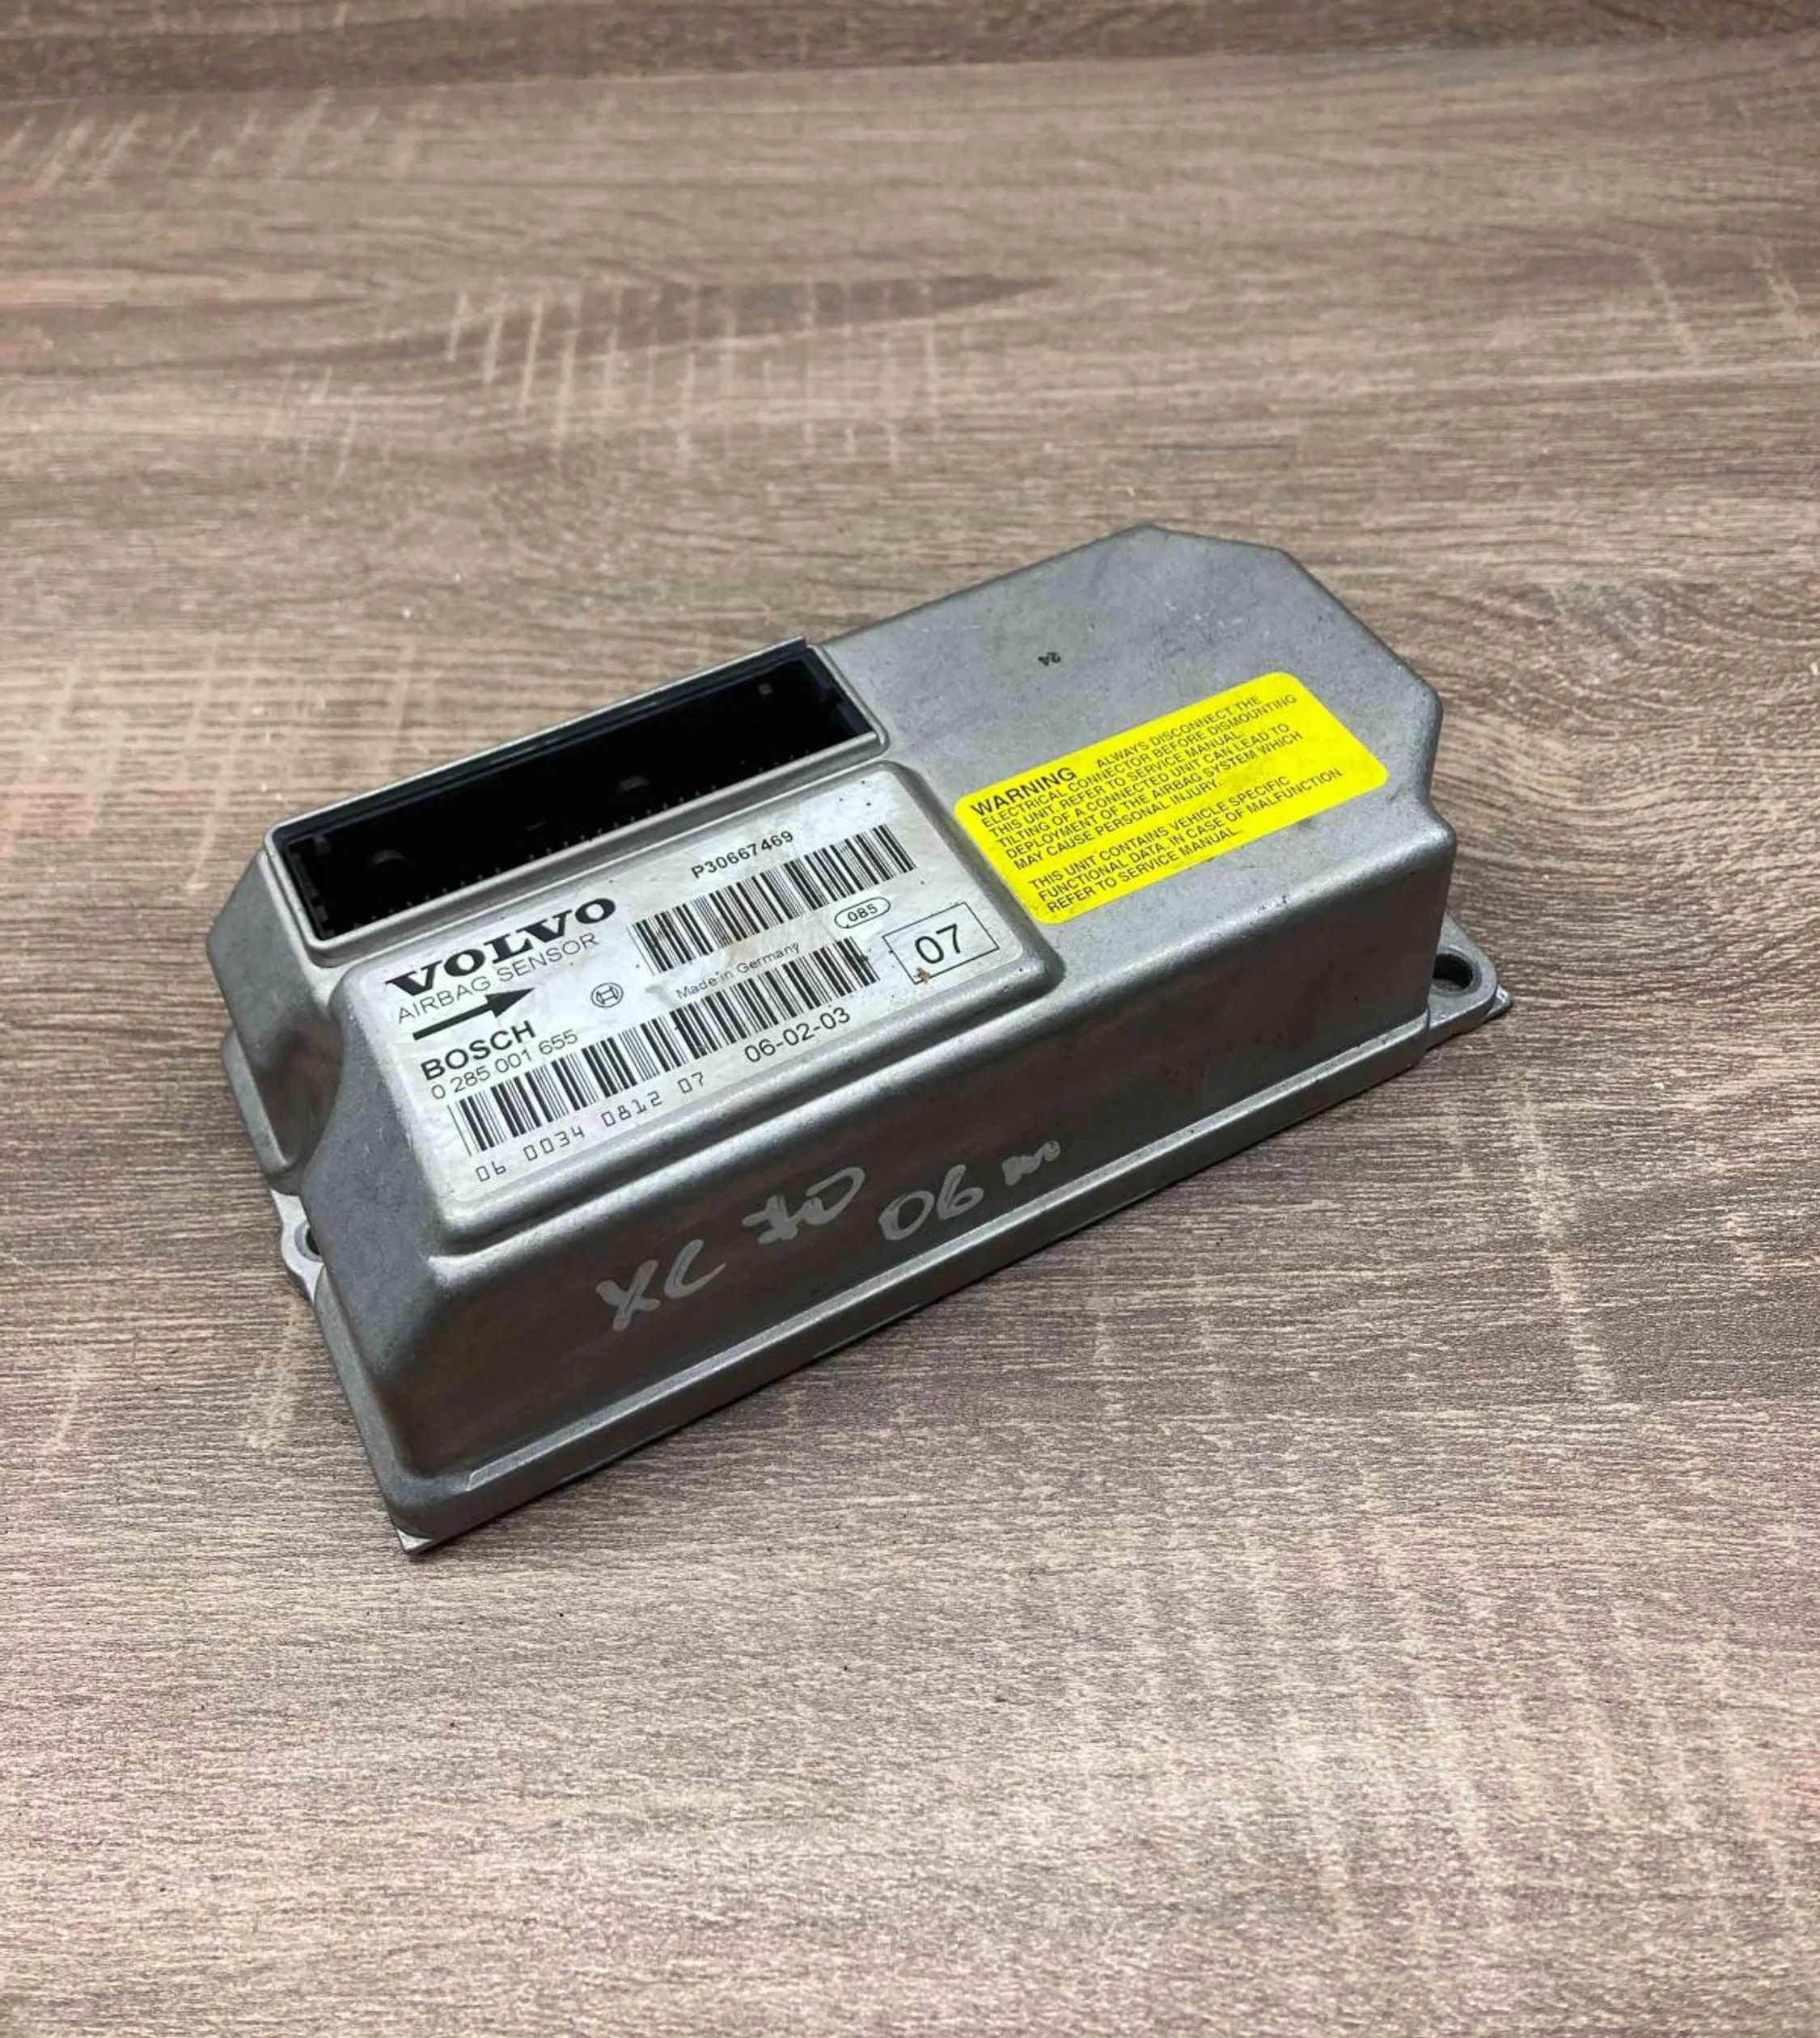 24
WARNING ALWAYS DISCONNECT THE
ELECTRICAL CONNECTOR BEFORE DISMOUNTING
THIS UNIT REFER TO SERVICE MANUAL.
TILTING OF A CONNECTED UNIT CAN LEAD TO
DEPLOYMENT OF THE AIRBAG SYSTEM WHICH
MAY CAUSE PERSONAL INJURY.
THIS UNIT CONTAINS VEHICLE SPECIFIC
FUNCTIONAL DATA, IN CASE OF MALFUNCTION
REFER TO SERVICE MANUAL.
P30667469
VOLVO
AIRBAG SENSOR
085
07
Made in Germany
BOSCH
0 285 001 655
06-02-03
06 0034 0812 07
XC 70 06 m